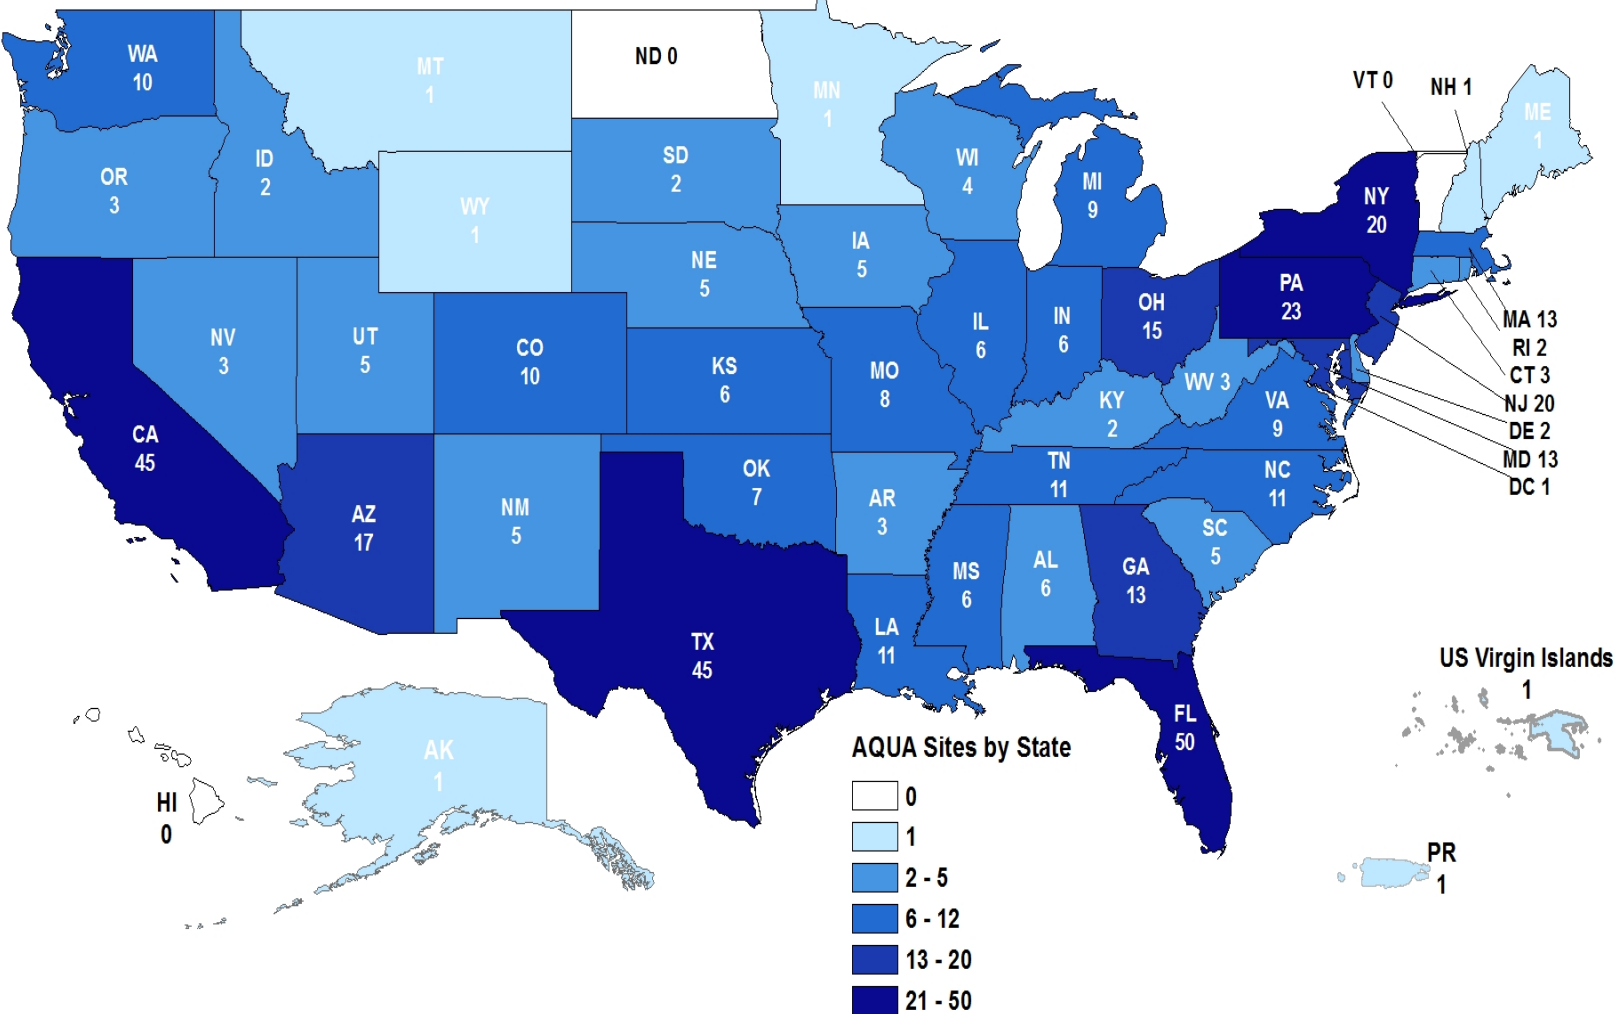 WA
10
MT
1
ND 0
MN
1
VT 0
NH 1
ME
1
OR
3
ID
2
WY
1
SD
2
WI
4
MI
9
NY
20
NV
3
UT
5
CO
10
NE
5
IA
5
IL
6
IN
6
OH
15
PA
23
MA 13
RI 2
CT 3
NJ 20
DE 2
MD 13
DC 1
CA
45
KS
6
MO
8
KY
2
WV 3
VA
9
AZ
17
NM
5
OK
7
AR
3
TN
11
NC
11
SC
5
TX
45
LA
11
MS
6
AL
6
GA
13
FL
50
US Virgin Islands
1
AK
1
HI
0
PR
1
AQUA Sites by State
0
1
2 - 5
6 - 12
13 - 20
21 - 50